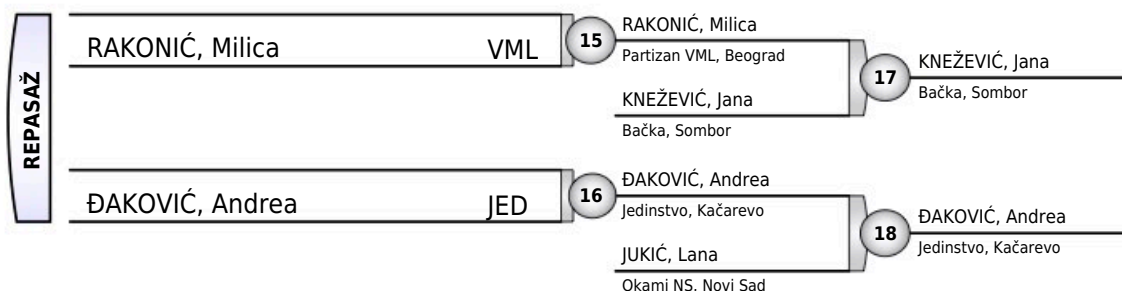 REPASAŽ
RAKONIĆ, Milica VML
15
RAKONIĆ, Milica
Partizan VML, Beograd
KNEŽEVIĆ, Jana
Bačka, Sombor
17
KNEŽEVIĆ, Jana
Bačka, Sombor
ĐAKOVIĆ, Andrea JED
16
ĐAKOVIĆ, Andrea
Jedinstvo, Kačarevo
JUKIĆ, Lana
Okami NS, Novi Sad
18
ĐAKOVIĆ, Andrea
Jedinstvo, Kačarevo